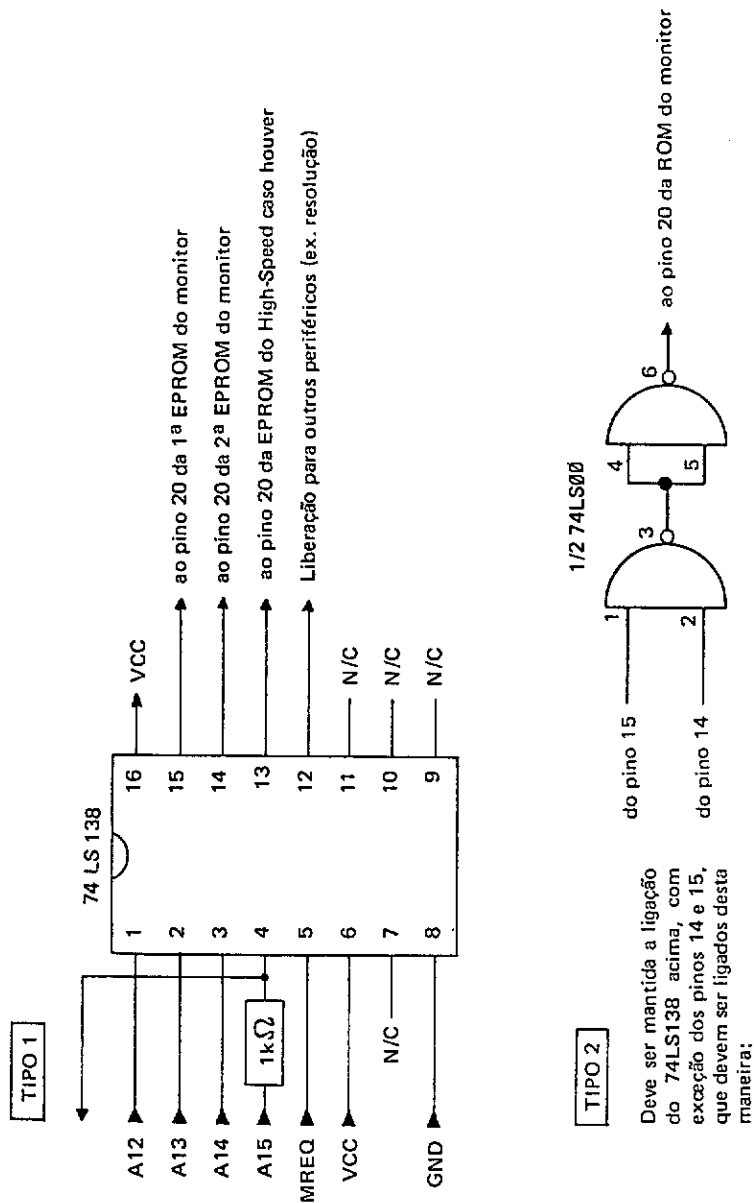 TIPO 1
74 LS 138
A12
A13
A14
A15
MREQ
VCC
GND
1kΩ
N/C
1
2
3
4
5
6
7
8
16
15
14
13
12
11
10
9
VCC
ao pino 20 da 1ª EPROM do monitor
ao pino 20 da 2ª EPROM do monitor
ao pino 20 da EPROM do High-Speed caso houver
Liberação para outros periféricos (ex. resolução)
N/C
N/C
N/C
TIPO 2
Deve ser mantida a ligação
do 74LS138 acima, com
exceção dos pinos 14 e 15,
que devem ser ligados desta
maneira:
do pino 15
do pino 14
1/2 74LS00
1
2
3
4
5
6
ao pino 20 da ROM do monitor